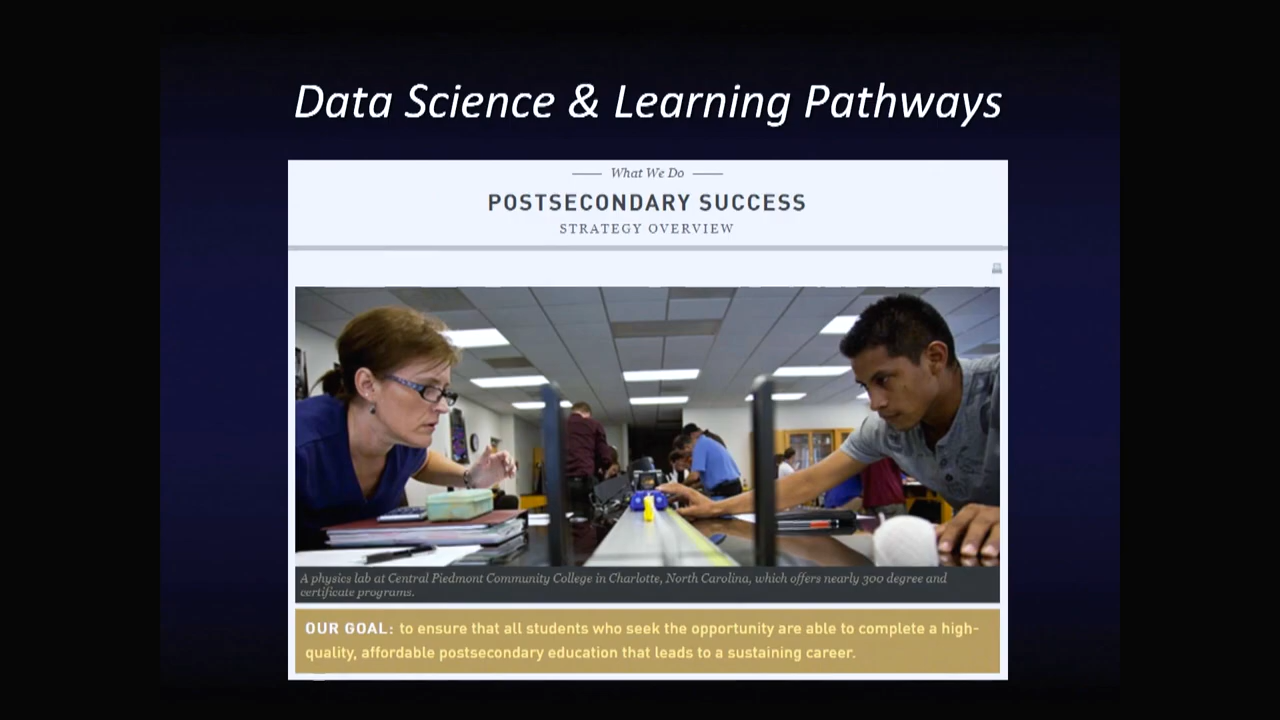 Data Science & Learning Pathways
What We Do
POSTSECONDARY SUCCESS
STRATEGY OVERVIEW
A physics lab at Central Piedmont Community College in Charlotte, North Carolina, which offers nearly 300 degree and
certificate programs.
OUR GOAL: to ensure that all students who seek the opportunity are able to complete a high-
quality, affordable postsecondary education that leads to a sustaining career.